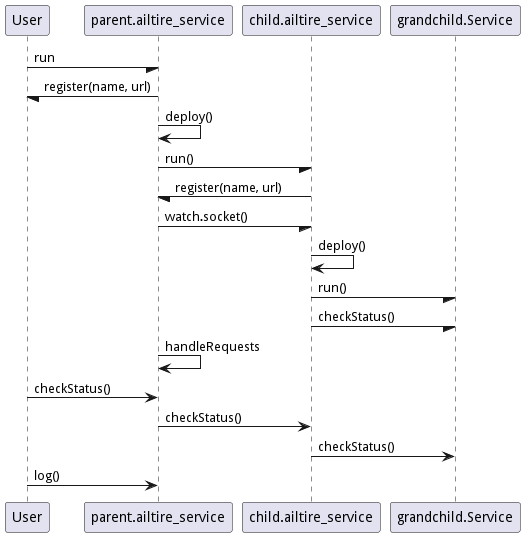 User parent.ailtire_service child.ailtire_service grandchild.Service
run
register(name, url)
deploy()
run()
register(name, url)
watch.socket()
deploy()
run()
checkStatus()
handleRequests
checkStatus()
checkStatus()
checkStatus()
log()
User parent.ailtire_service child.ailtire_service grandchild.Service